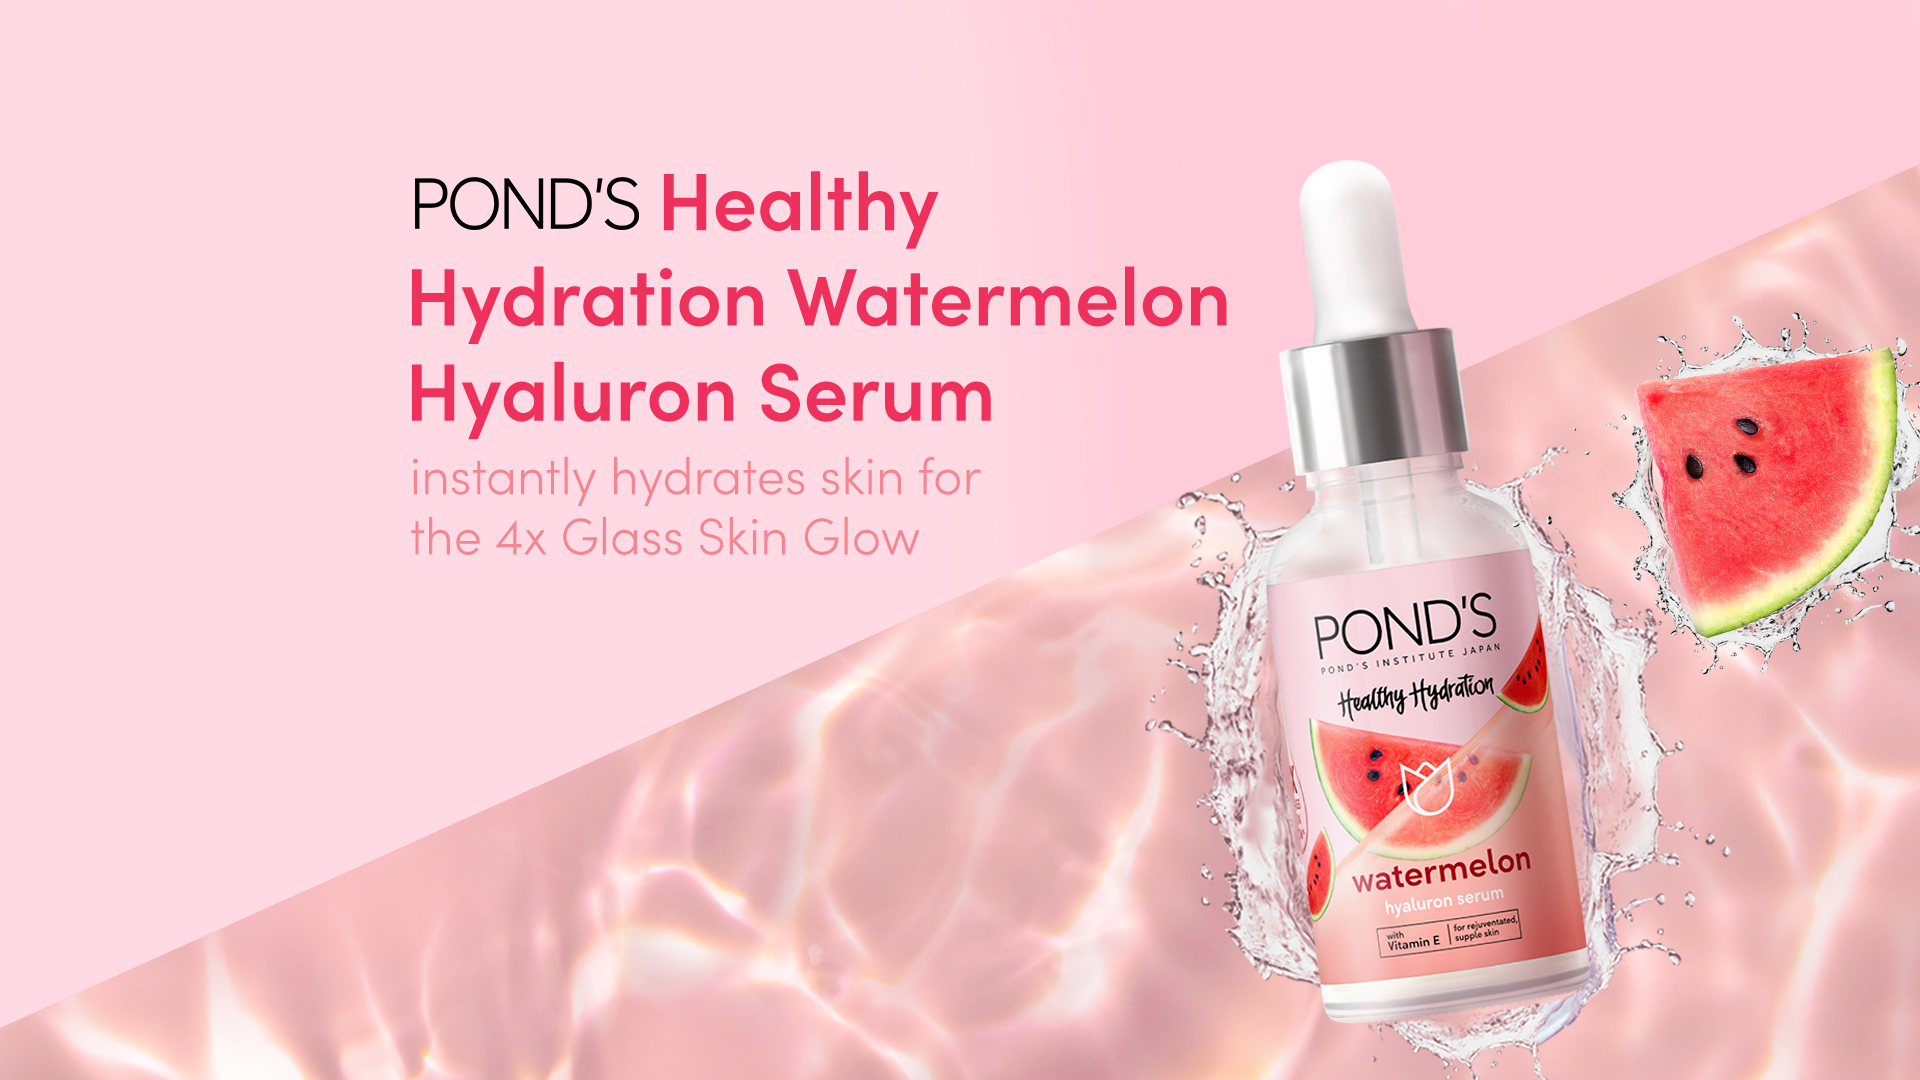 POND'S Healthy
Hydration Watermelon
Hyaluron Serum
instantly hydrates skin for
the 4x Glass Skin Glow
POND'S
POND'S INSTITUTE JAPAN
Healthy Hydration
watermelon
hyaluron serum
with
Vitamin E
for rejuventated,
supple skin